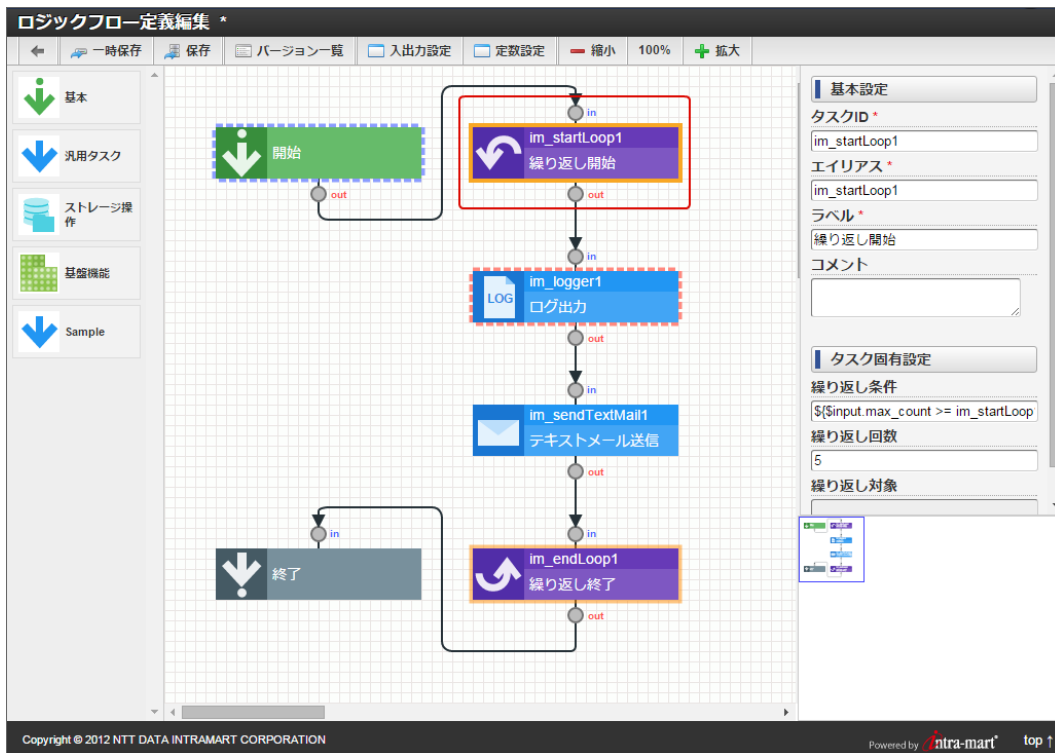 ロジックフロー定義編集 *
一時保存 保存 バージョン一覧 入出力設定 定数設定 縮小 100% 拡大
基本
汎用タスク
ストレージ操
作
基盤機能
Sample
開始
out
in
im_startLoop1
繰り返し開始
out
in
im_logger1
LOG
ログ出力
out
in
im_sendTextMail1
テキストメール送信
out
in
im_endLoop1
繰り返し終了
out
in
終了
基本設定
タスクID *
im_startLoop1
エイリアス *
im_startLoop1
ラベル *
繰り返し開始
コメント
タスク固有設定
繰り返し条件
${$input.max_count >= im_startLoop
繰り返し回数
5
繰り返し対象
Copyright © 2012 NTT DATA INTRAMART CORPORATION
Powered by intra-mart® top ↑